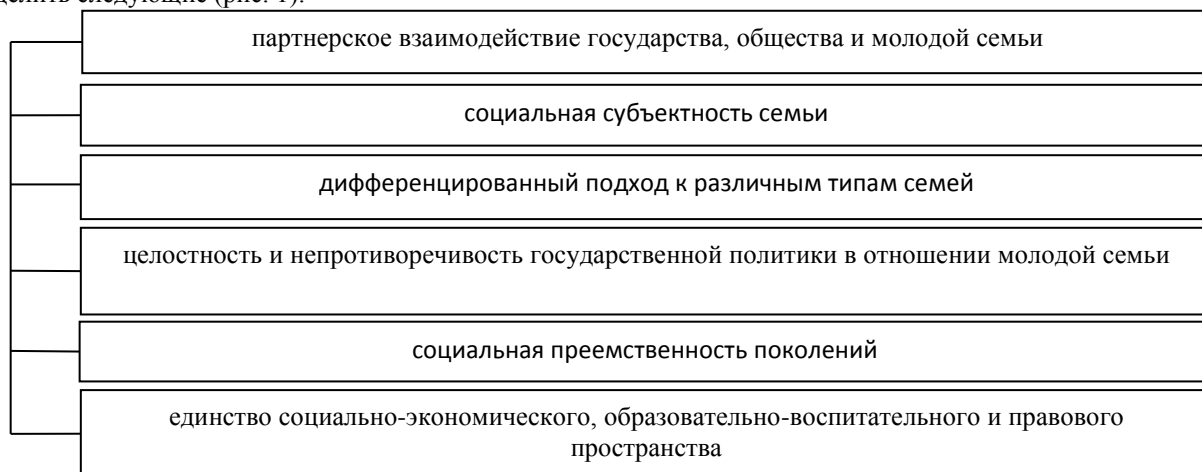 следующие (рис. 1).
партнерское взаимодействие государства, общества и молодой семьи
социальная субъектность семьи
дифференцированный подход к различным типам семей
целостность и непротиворечивость государственной политики в отношении молодой семьи
социальная преемственность поколений
единство социально-экономического, образовательно-воспитательного и правового
пространства